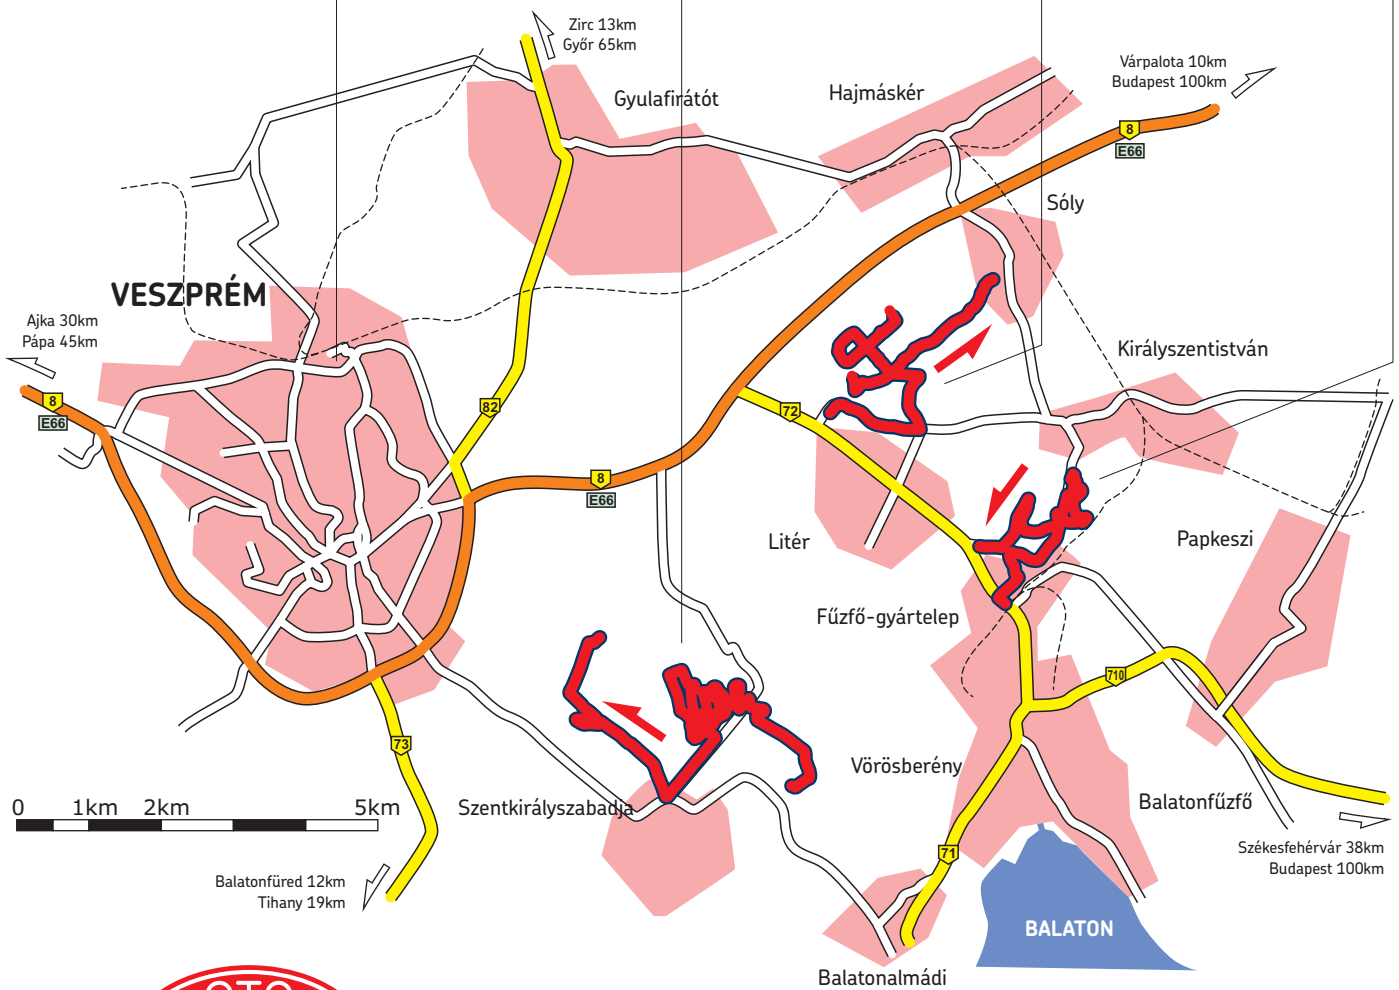 Zirc 13km
Győr 65km
Várpalota 10km
Budapest 100km
Gyulafirátót
Hajmáskér
8
E66
Sóly
VESZPRÉM
Ajka 30km
Pápa 45km
Királyszentistván
8
E66
82
72
8
E66
Litér
Papkeszi
Fűzfő-gyártelep
710
73
Vörösberény
0 1km 2km 5km
Szentkirályszabadja
Balatonfűzfő
71
Székesfehérvár 38km
Budapest 100km
Balatonfüred 12km
Tihany 19km
BALATON
Balatonalmádi
OTO